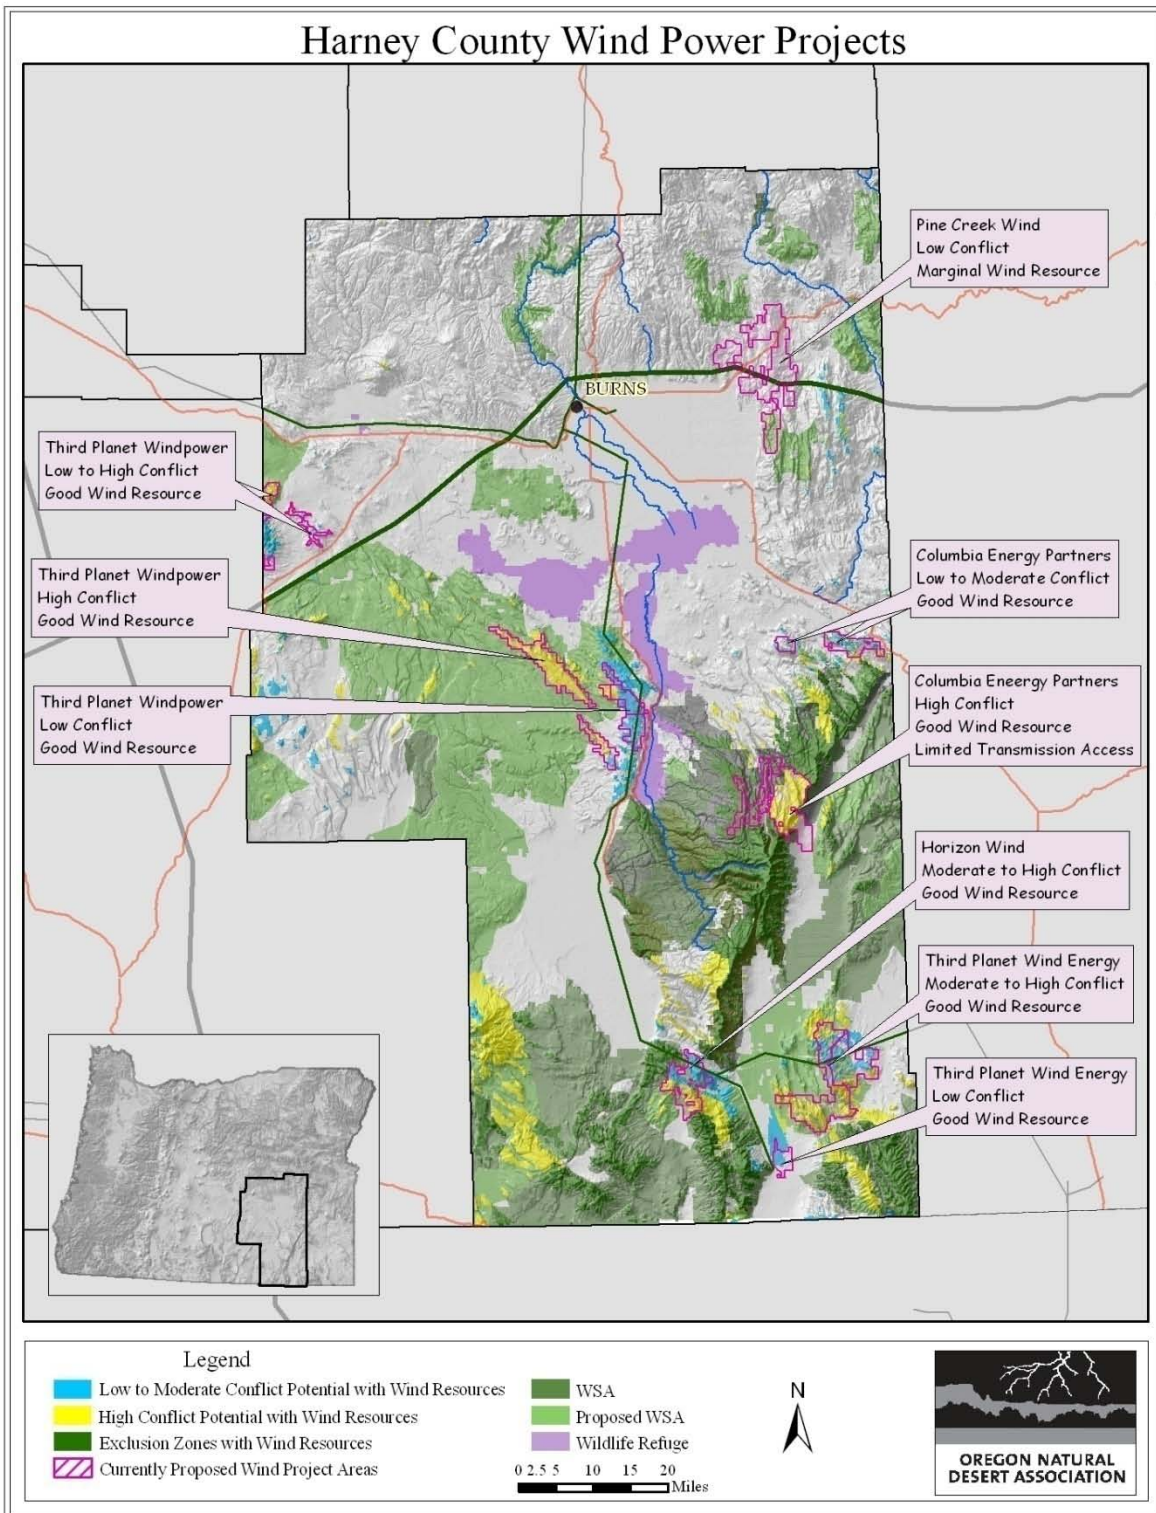 Harney County Wind Power Projects
Pine Creek Wind
Low Conflict
Marginal Wind Resource
BURNS
Third Planet Windpower
Low to High Conflict
Good Wind Resource
Third Planet Windpower
High Conflict
Good Wind Resource
Third Planet Windpower
Low Conflict
Good Wind Resource
Columbia Energy Partners
Low to Moderate Conflict
Good Wind Resource
Columbia Eneergy Partners
High Conflict
Good Wind Resource
Limited Transmission Access
Horizon Wind
Moderate to High Conflict
Good Wind Resource
Third Planet Wind Energy
Moderate to High Conflict
Good Wind Resource
Third Planet Wind Energy
Low Conflict
Good Wind Resource
Legend
Low to Moderate Conflict Potential with Wind Resources
High Conflict Potential with Wind Resources
Exclusion Zones with Wind Resources
Currently Proposed Wind Project Areas
WSA
Proposed WSA
Wildlife Refuge
0 2.5 5 10 15 20
Miles
N
OREGON NATURAL
DESERT ASSOCIATION